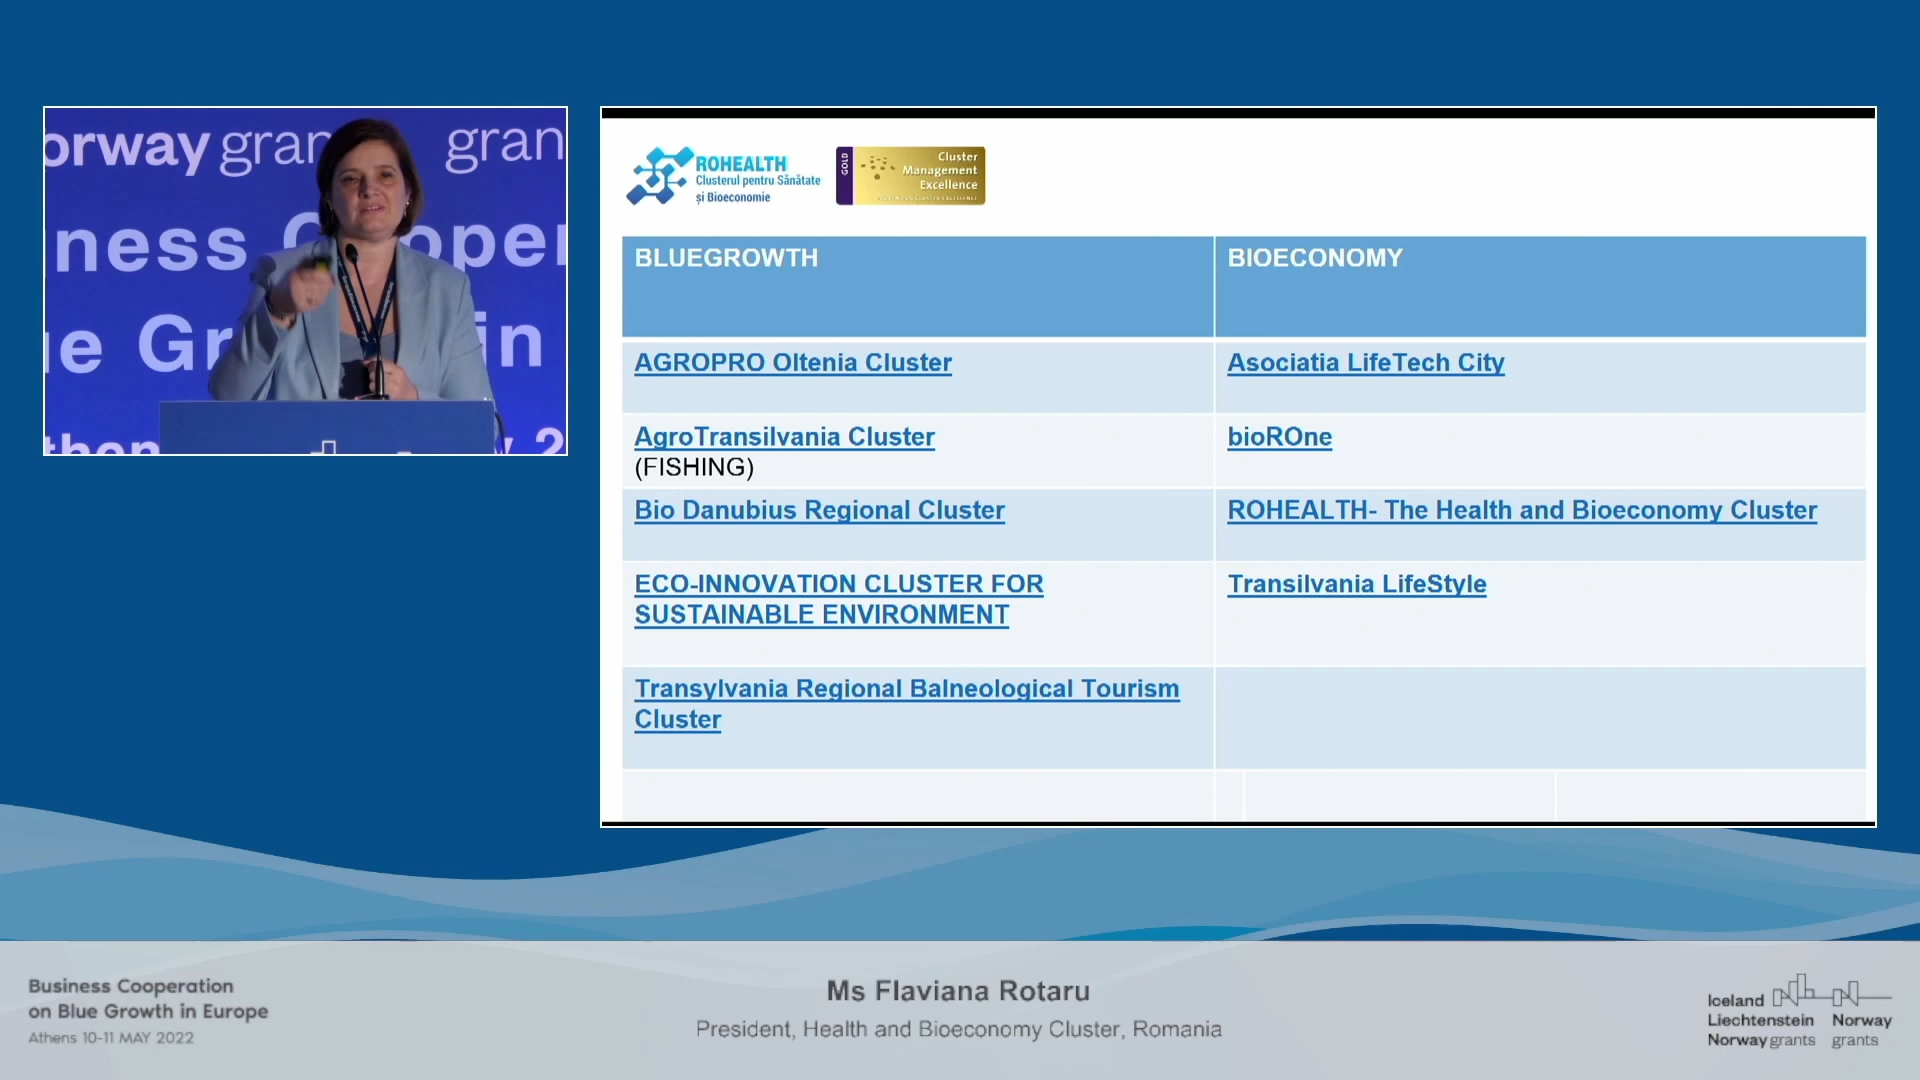 orway gran
gran
ness C oper
ue Gr in
then y 2
ROHEALTH
Clusterul pentru Sănătate
și Bioeconomie
GOLD
Cluster
Management
Excellence
BLUEGROWTH
BIOECONOMY
AGROPRO Oltenia Cluster
Asociatia LifeTech City
AgroTransilvania Cluster
(FISHING)
bioROne
Bio Danubius Regional Cluster
ROHEALTH- The Health and Bioeconomy Cluster
ECO-INNOVATION CLUSTER FOR
SUSTAINABLE ENVIRONMENT
Transilvania LifeStyle
Transylvania Regional Balneological Tourism
Cluster
Business Cooperation
on Blue Growth in Europe
Athens 10-11 MAY 2022
Ms Flaviana Rotaru
President, Health and Bioeconomy Cluster, Romania
Iceland
Liechtenstein
Norway grants
Norway
grants